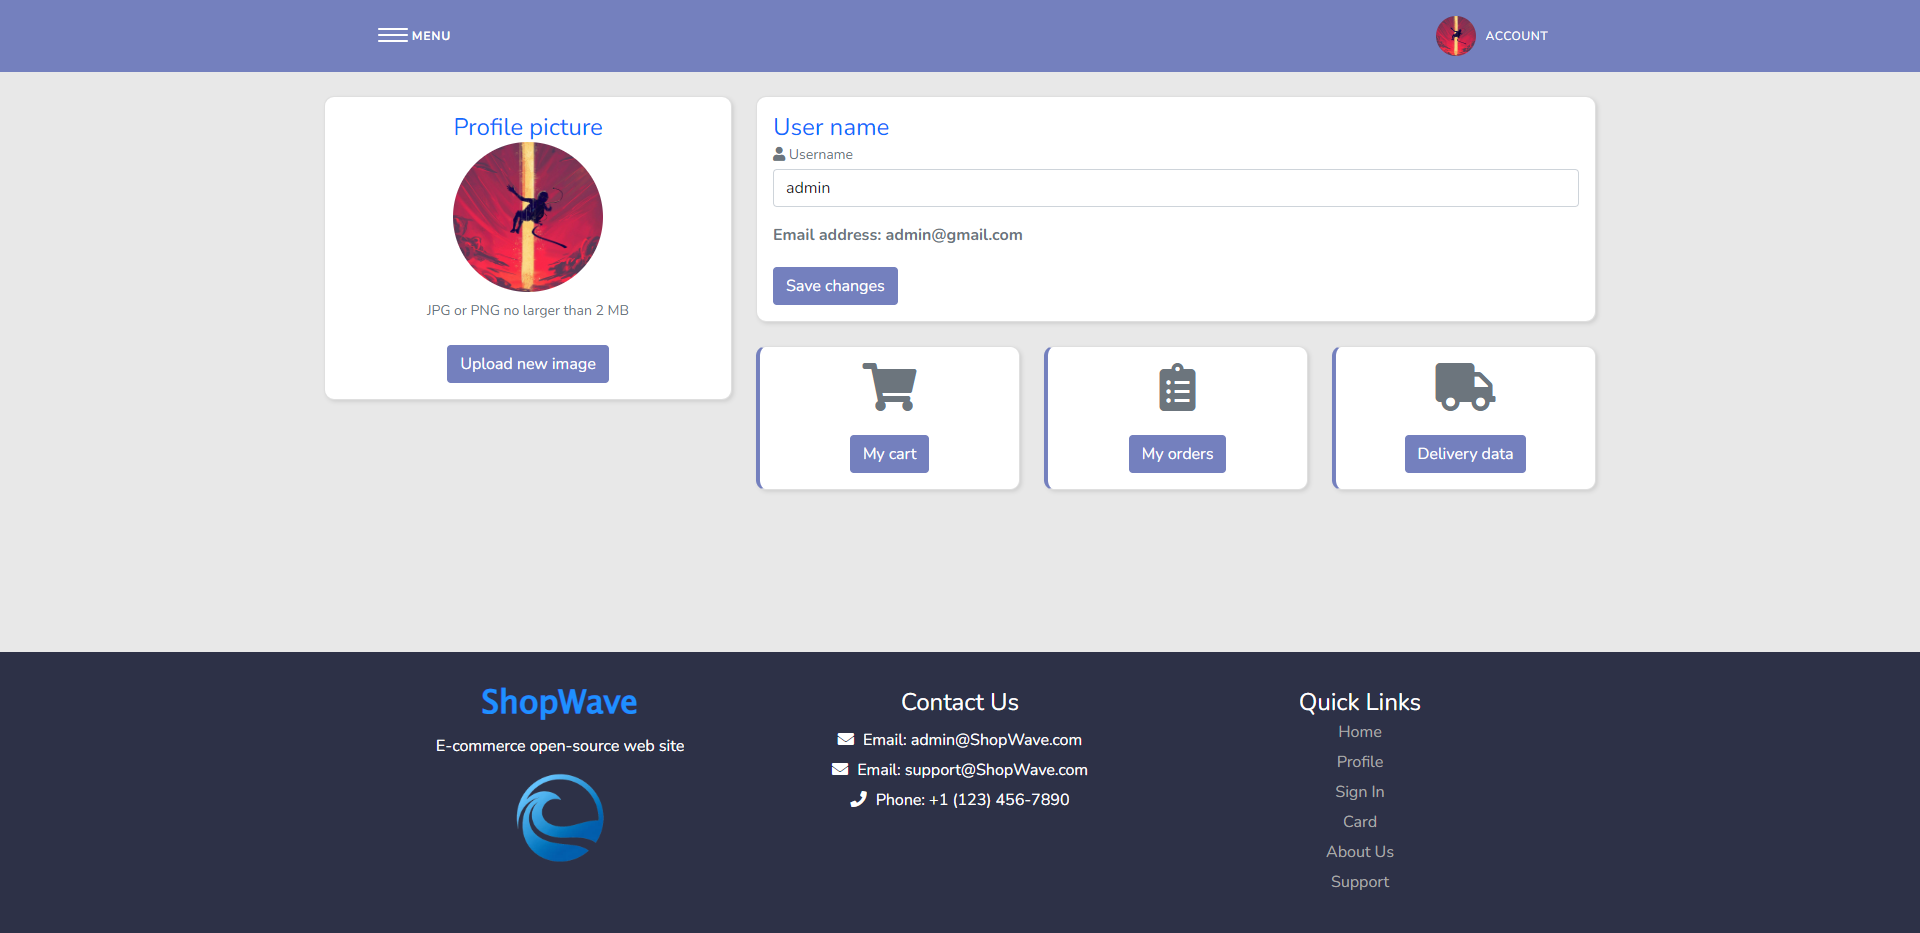 MENU
ACCOUNT
Profile picture
JPG or PNG no larger than 2 MB
Upload new image
User name
Username
admin
Email address: admin@gmail.com
Save changes
My cart
My orders
Delivery data
ShopWave
E-commerce open-source web site
Contact Us
Email: admin@ShopWave.com
Email: support@ShopWave.com
Phone: +1 (123) 456-7890
Quick Links
Home
Profile
Sign In
Card
About Us
Support